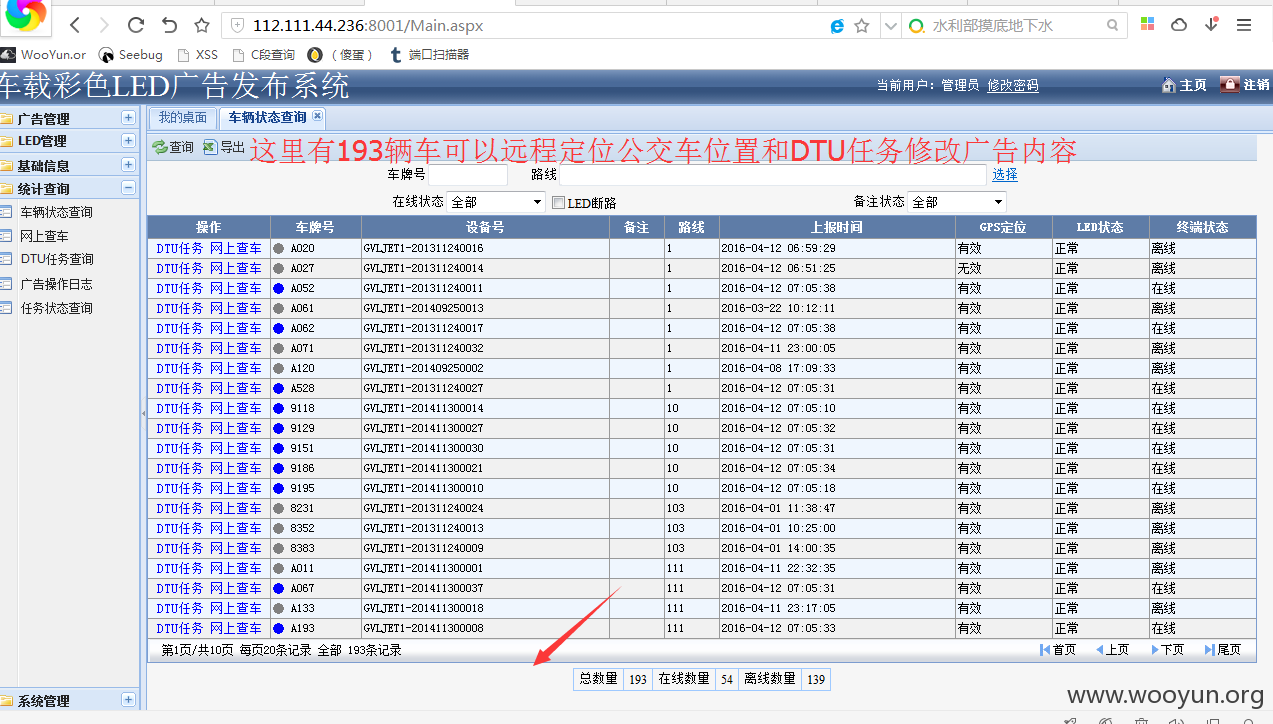 112.111.44.236:8001/Main.aspx 水利部摸底地下水
WooYun.or Seebug XSS C段查询 （傻蛋） 端口扫描器
车载彩色LED广告发布系统 当前用户：管理员 修改密码 主页 注销
广告管理
LED管理
基础信息
统计查询
车辆状态查询
网上查车
DTU任务查询
广告操作日志
任务状态查询
系统管理
我的桌面 车辆状态查询
查询 导出 这里有193辆车可以远程定位公交车位置和DTU任务修改广告内容
车牌号 路线 选择
在线状态 全部 LED断路 备注状态 全部
操作 车牌号 设备号 备注 路线 上报时间 GPS定位 LED状态 终端状态
DTU任务 网上查车 A020 GVLJET1-201311240016 1 2016-04-12 06:59:29 有效 正常 离线
DTU任务 网上查车 A027 GVLJET1-201311240014 1 2016-04-12 06:51:25 无效 正常 离线
DTU任务 网上查车 A052 GVLJET1-201311240011 1 2016-04-12 07:05:38 有效 正常 在线
DTU任务 网上查车 A061 GVLJET1-201409250013 1 2016-03-22 10:12:11 有效 正常 离线
DTU任务 网上查车 A062 GVLJET1-201311240017 1 2016-04-12 07:05:38 有效 正常 在线
DTU任务 网上查车 A071 GVLJET1-201311240032 1 2016-04-11 23:00:05 有效 正常 离线
DTU任务 网上查车 A120 GVLJET1-201409250002 1 2016-04-08 17:09:33 有效 正常 离线
DTU任务 网上查车 A528 GVLJET1-201311240027 1 2016-04-12 07:05:31 有效 正常 在线
DTU任务 网上查车 9118 GVLJET1-201411300014 10 2016-04-12 07:05:10 有效 正常 在线
DTU任务 网上查车 9129 GVLJET1-201411300027 10 2016-04-12 07:05:32 有效 正常 在线
DTU任务 网上查车 9151 GVLJET1-201411300030 10 2016-04-12 07:05:31 有效 正常 在线
DTU任务 网上查车 9186 GVLJET1-201411300021 10 2016-04-12 07:05:34 有效 正常 在线
DTU任务 网上查车 9195 GVLJET1-201411300010 10 2016-04-12 07:05:18 有效 正常 在线
DTU任务 网上查车 8231 GVLJET1-201311240024 103 2016-04-01 11:38:47 有效 正常 离线
DTU任务 网上查车 8352 GVLJET1-201311240013 103 2016-04-01 10:25:00 有效 正常 离线
DTU任务 网上查车 8383 GVLJET1-201311240009 103 2016-04-01 14:00:35 有效 正常 离线
DTU任务 网上查车 A011 GVLJET1-201411300001 111 2016-04-11 22:32:35 有效 正常 离线
DTU任务 网上查车 A067 GVLJET1-201411300037 111 2016-04-12 07:05:31 有效 正常 在线
DTU任务 网上查车 A133 GVLJET1-201411300018 111 2016-04-11 23:17:05 有效 正常 离线
DTU任务 网上查车 A193 GVLJET1-201411300008 111 2016-04-12 07:05:33 有效 正常 在线
第1页/共10页 每页20条记录 全部 193条记录 首页 上页 下页 尾页
总数量 193 在线数量 54 离线数量 139
www.wooyun.org